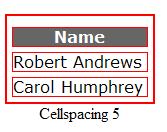 Name
Robert Andrews
Carol Humphrey
Cellspacing 5